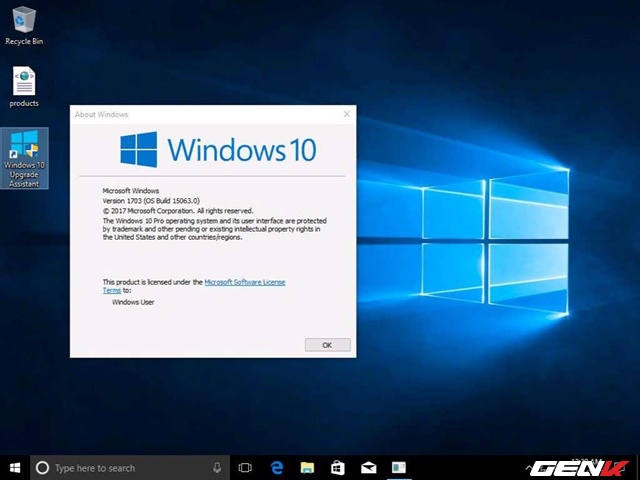 Recycle Bin
products
Windows 10
Upgrade
Assistant
About Windows
Windows 10
Microsoft Windows
Version 1703 (OS Build 15063.0)
© 2017 Microsoft Corporation. All rights reserved.
The Windows 10 Pro operating system and its user interface are protected
by trademark and other pending or existing intellectual property rights in
the United States and other countries/regions.
This product is licensed under the Microsoft Software License
Terms to:
Windows User
OK
Type here to search
GENK